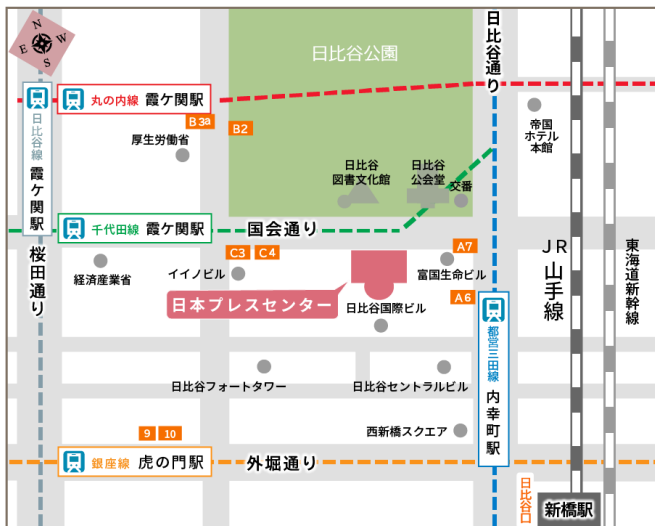 N
E
W
S
日比谷公園
日比谷通り
丸の内線 霞ケ関駅
B3a
B2
厚生労働省
帝国
ホテル
本館
日比谷線 霞ケ関駅
日比谷
図書文化館
日比谷
公会堂
交番
千代田線 霞ケ関駅
国会通り
桜田通り
経済産業省
C3
C4
イイノビル
A7
富国生命ビル
日本プレスセンター
日比谷国際ビル
A6
JR 山手線
東海道新幹線
都営三田線 内幸町駅
日比谷フォートタワー
日比谷セントラルビル
西新橋スクエア
9
10
銀座線 虎の門駅
外堀通り
日比谷口
新橋駅